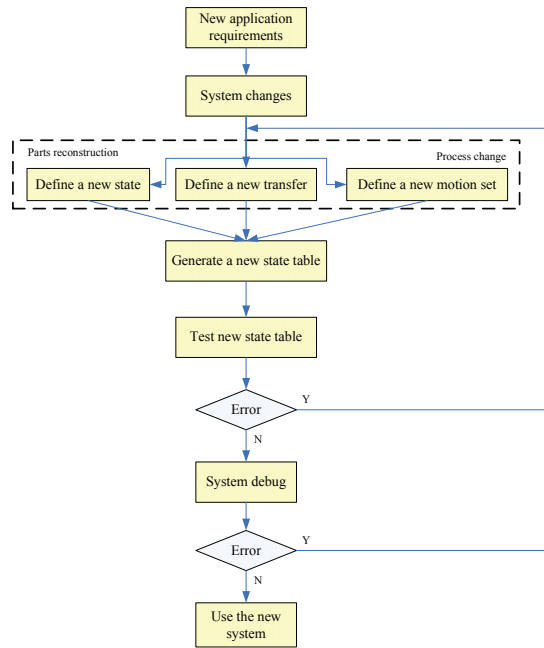 New application
requirements
System changes
Parts reconstruction
Process change
Define a new state
Define a new transfer
Define a new motion set
Generate a new state table
Test new state table
Error
Y
N
System debug
Error
Y
N
Use the new
system